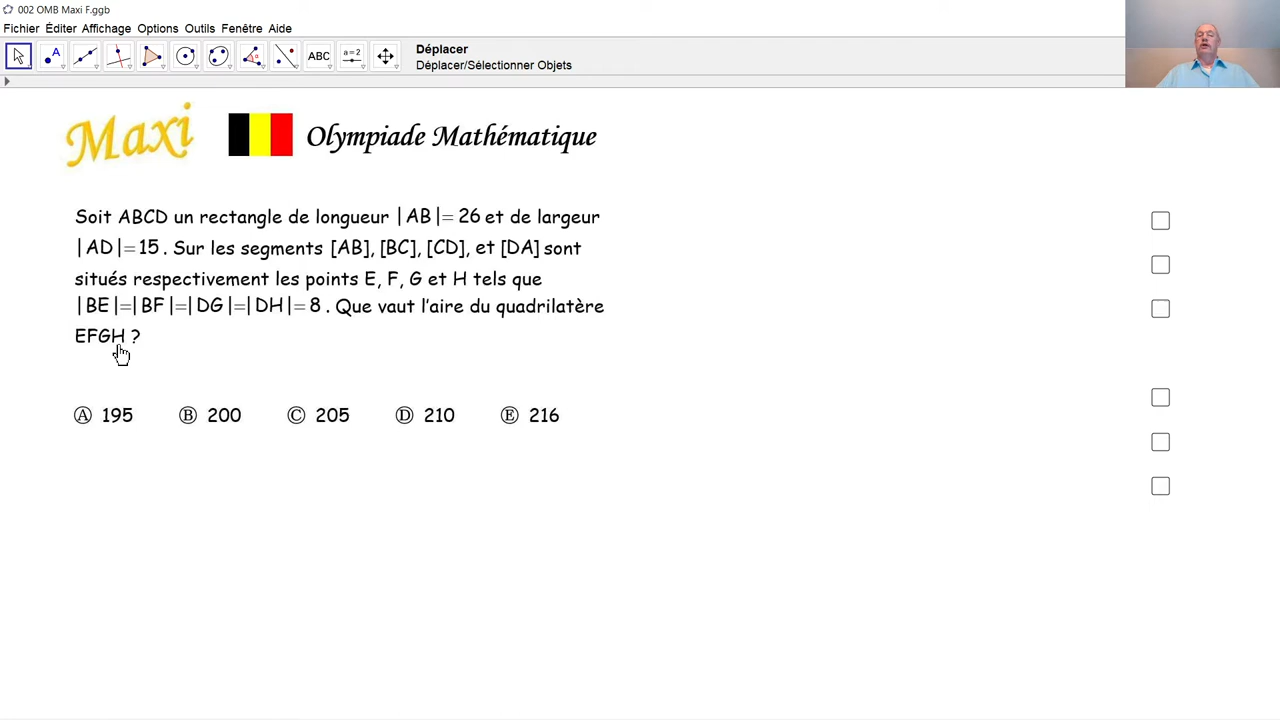 002 OMB Maxi F.ggb
Fichier Éditer Affichage Options Outils Fenêtre Aide
A ABC a=2 Déplacer
Déplacer/Sélectionner Objets
Maxi Olympiade Mathématique
Soit ABCD un rectangle de longueur |AB|= 26 et de largeur
|AD|= 15 . Sur les segments [AB], [BC], [CD], et [DA] sont
situés respectivement les points E, F, G et H tels que
|BE|=|BF|=|DG|=|DH|= 8 . Que vaut l'aire du quadrilatère
EFGH ?
Ⓐ 195 Ⓑ 200 Ⓒ 205 Ⓓ 210 Ⓔ 216